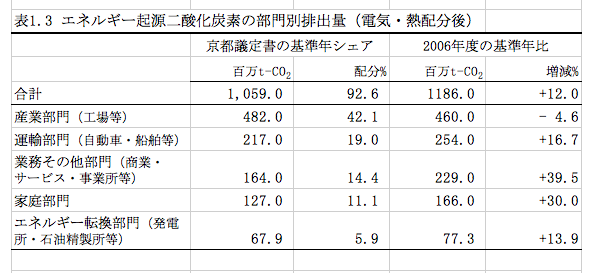 表1.3 エネルギー起源二酸化炭素の部門別排出量（電気・熱配分後）
京都議定書の基準年シェア 2006年度の基準年比
百万t-CO2 配分% 百万t-CO2 増減%
合計 1,059.0 92.6 1186.0 +12.0
産業部門（工場等） 482.0 42.1 460.0 - 4.6
運輸部門（自動車・船舶等） 217.0 19.0 254.0 +16.7
業務その他部門（商業・
サービス・事業所等） 164.0 14.4 229.0 +39.5
家庭部門 127.0 11.1 166.0 +30.0
エネルギー転換部門（発電
所・石油精製所等） 67.9 5.9 77.3 +13.9